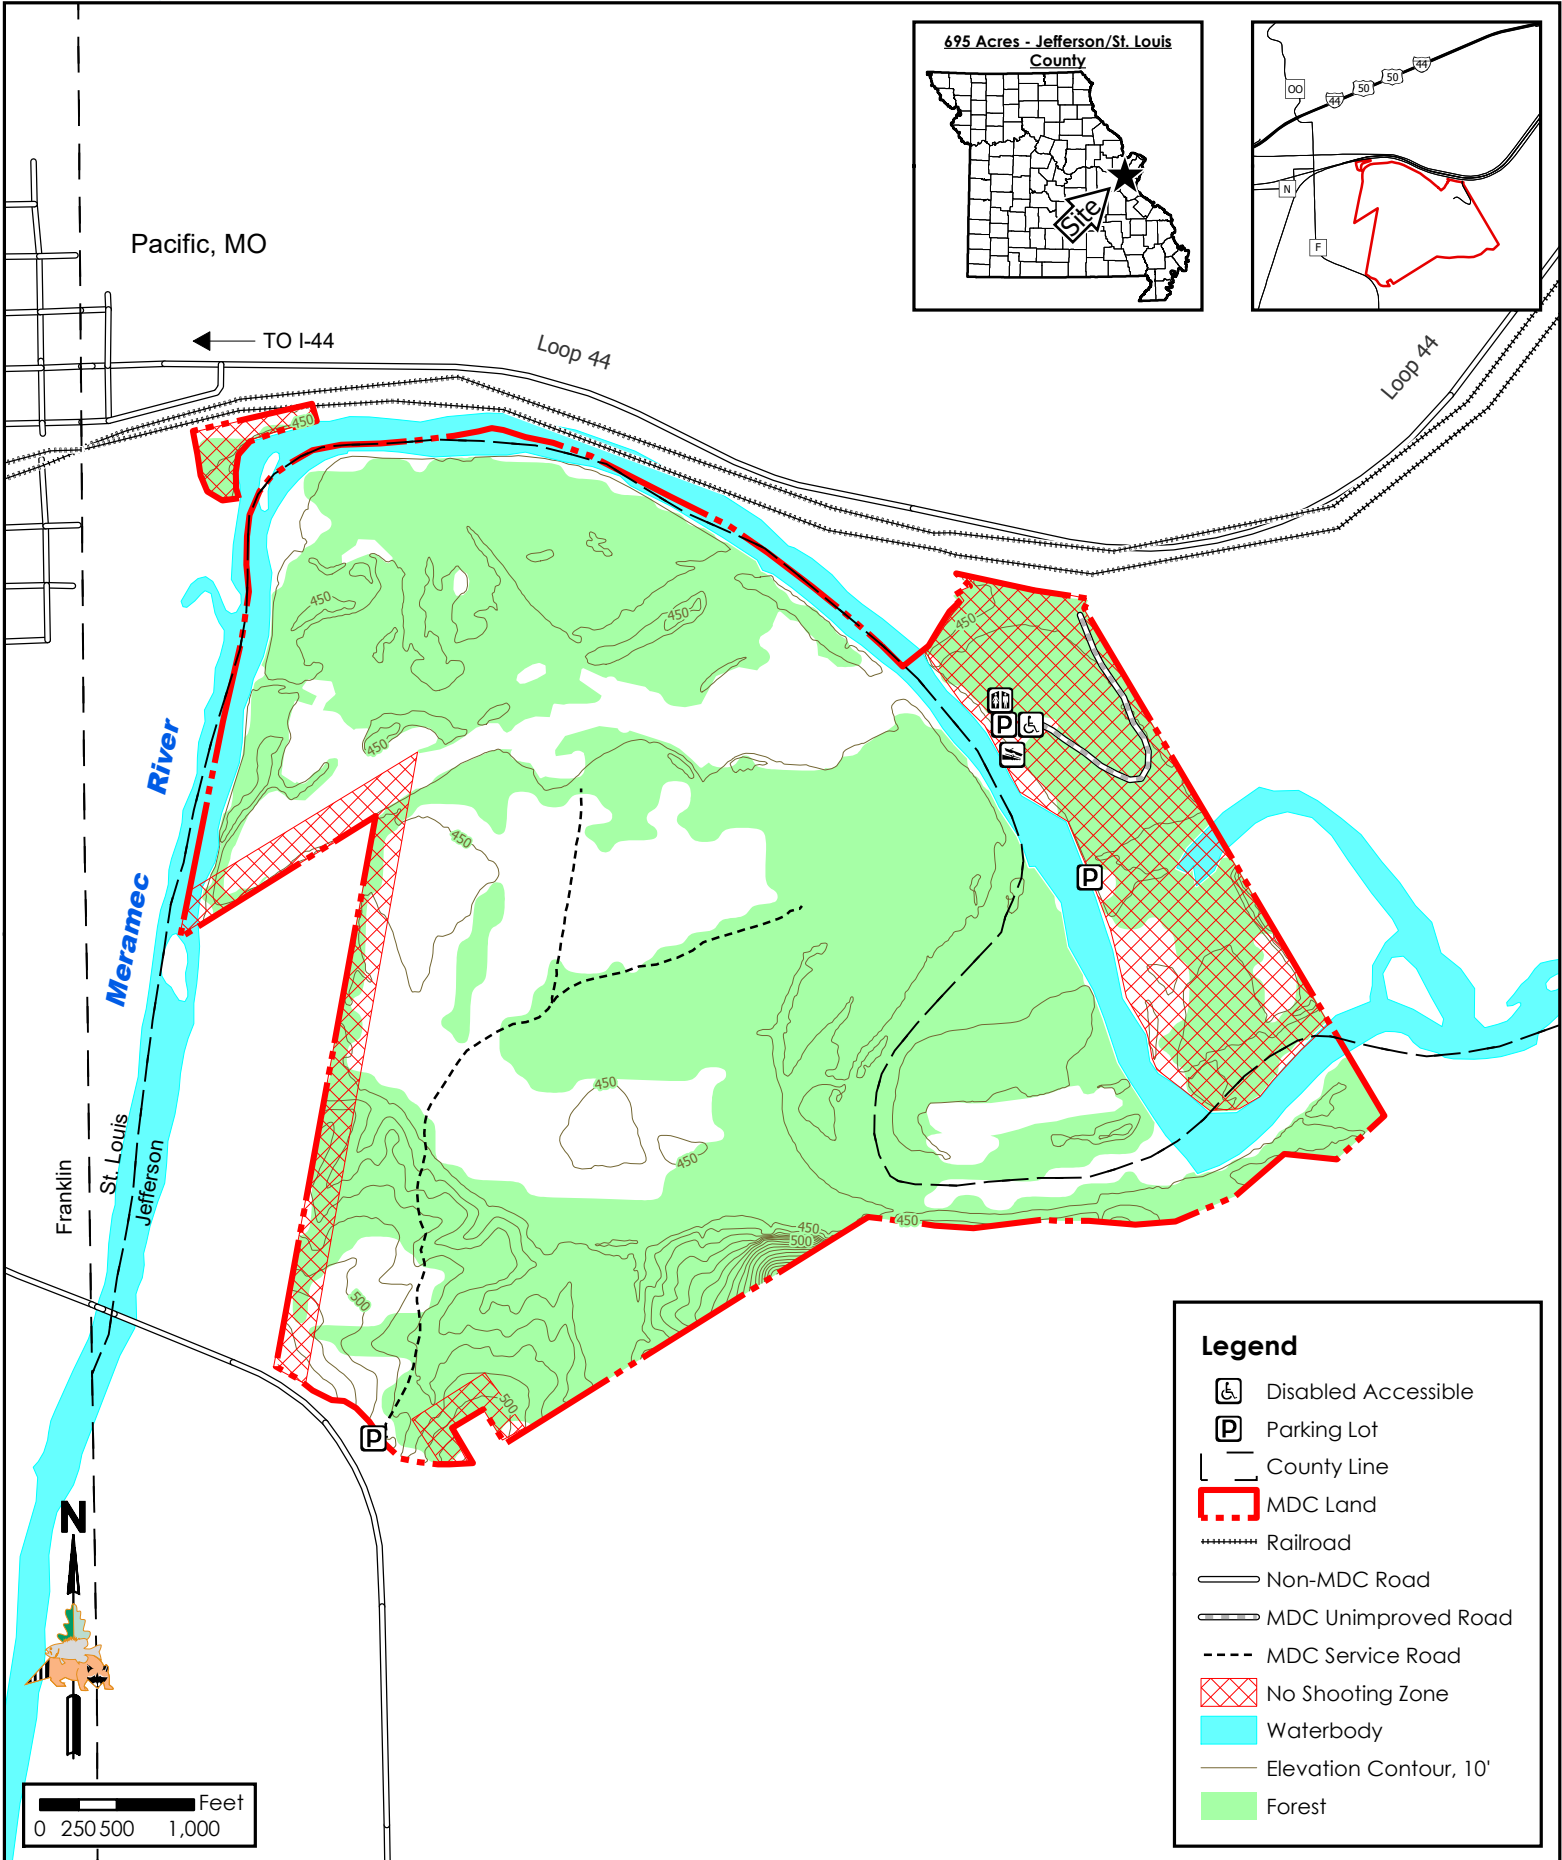 695 Acres - Jefferson/St. Louis
County
Site
OO
44
50
50
44
N
F
Pacific, MO
TO I-44
Loop 44
Loop 44
450
450
450
450
450
450
450
450
450
500
450
500
500
Meramec River
Franklin
St. Louis
Jefferson
P
P
P
N
Feet
0 250 500 1,000
Legend
Disabled Accessible
P Parking Lot
County Line
MDC Land
Railroad
Non-MDC Road
MDC Unimproved Road
MDC Service Road
No Shooting Zone
Waterbody
Elevation Contour, 10'
Forest